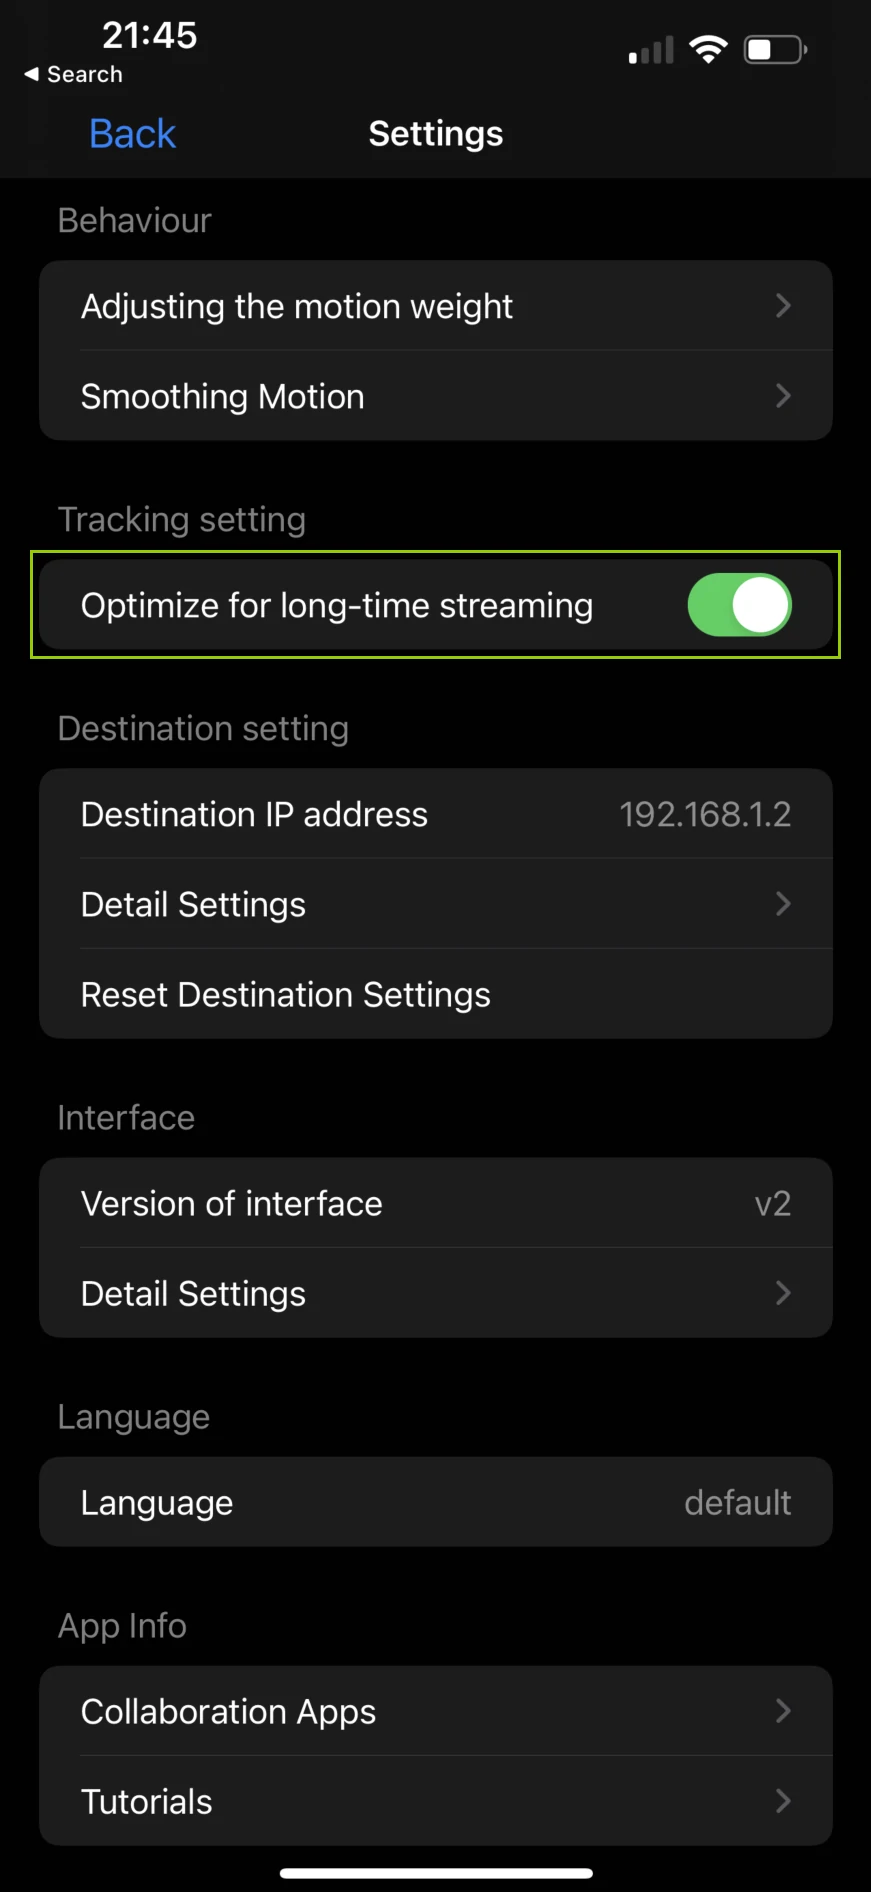 21:45
Search
Back
Settings
Behaviour
Adjusting the motion weight
Smoothing Motion
Tracking setting
Optimize for long-time streaming
Destination setting
Destination IP address 192.168.1.2
Detail Settings
Reset Destination Settings
Interface
Version of interface v2
Detail Settings
Language
Language default
App Info
Collaboration Apps
Tutorials